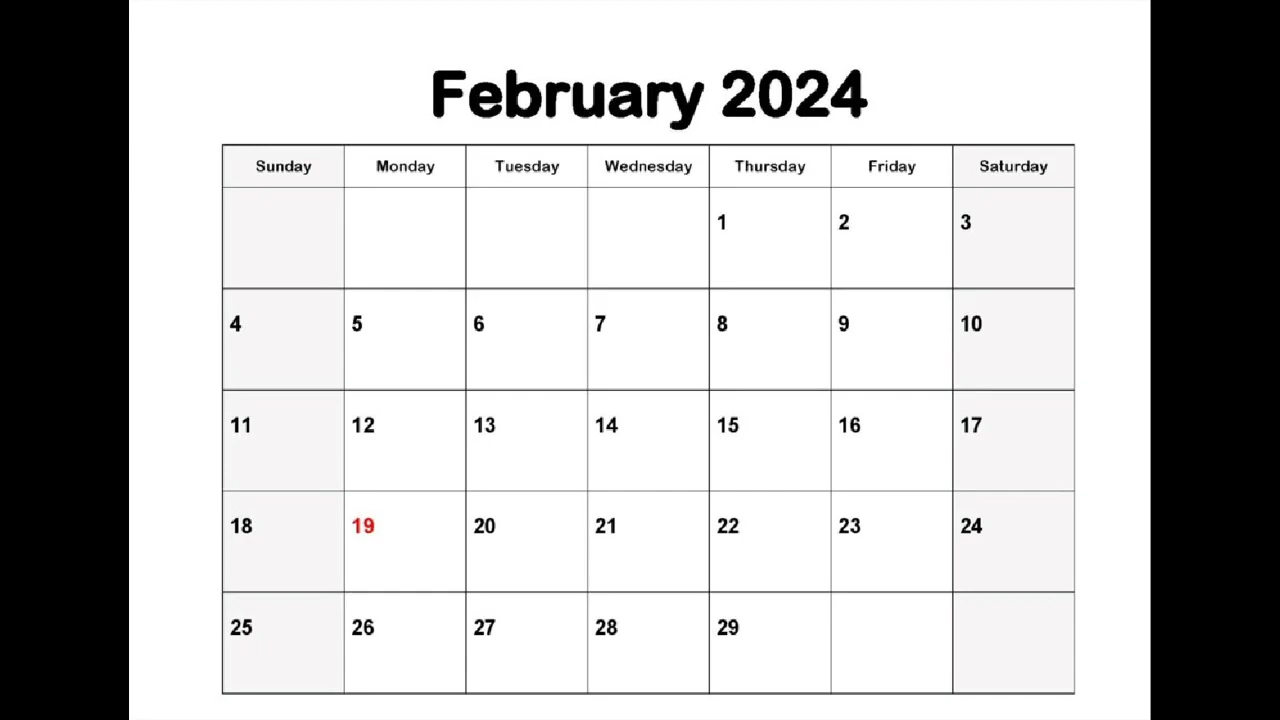 February 2024
Sunday Monday Tuesday Wednesday Thursday Friday Saturday
1 2 3
4 5 6 7 8 9 10
11 12 13 14 15 16 17
18 19 20 21 22 23 24
25 26 27 28 29